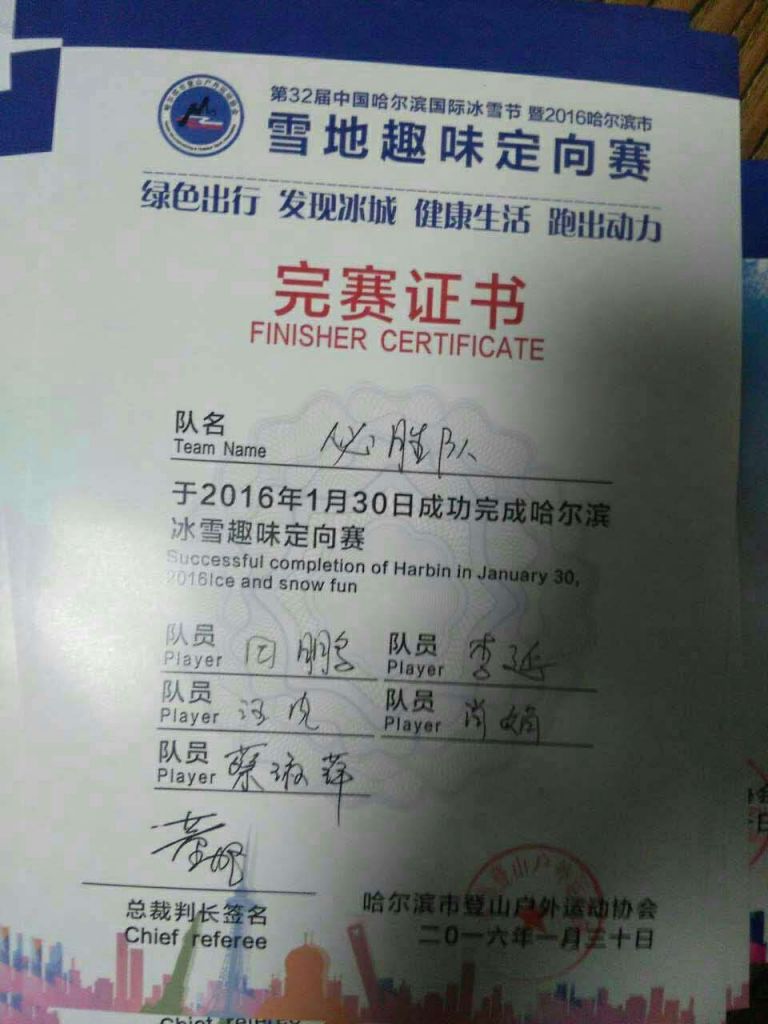 第32届中国哈尔滨国际冰雪节 暨2016哈尔滨市
雪地趣味定向赛
绿色出行 发现冰城 健康生活 跑出动力
完赛证书
FINISHER CERTIFICATE
队名 必胜队
Team Name
于2016年1月30日成功完成哈尔滨
冰雪趣味定向赛
Successful completion of Harbin in January 30,
2016Ice and snow fun
队员 田鹏 队员 李延
Player Player
队员 队员 肖娟
Player Player
队员 蔡淑萍
Player
总裁判长签名 哈尔滨市登山户外运动协会
Chief referee 二0一六年一月三十日
Chief referee